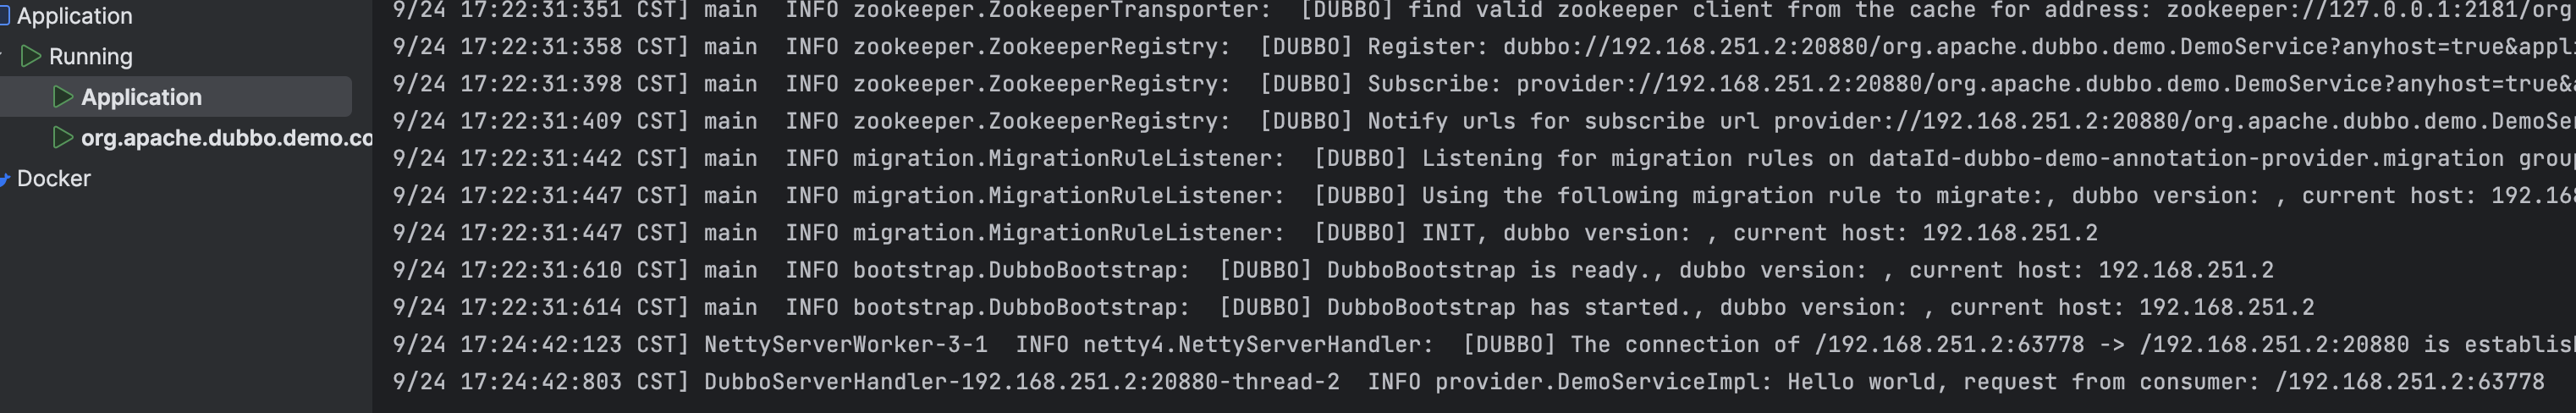 Application
Running
Application
org.apache.dubbo.demo.co
Docker
9/24 17:22:31:351 CST] main  INFO zookeeper.ZookeeperTransporter:  [DUBBO] find valid zookeeper client from the cache for address: zookeeper://127.0.0.1:2181/org
9/24 17:22:31:358 CST] main  INFO zookeeper.ZookeeperRegistry:  [DUBBO] Register: dubbo://192.168.251.2:20880/org.apache.dubbo.demo.DemoService?anyhost=true&appli
9/24 17:22:31:398 CST] main  INFO zookeeper.ZookeeperRegistry:  [DUBBO] Subscribe: provider://192.168.251.2:20880/org.apache.dubbo.demo.DemoService?anyhost=true&
9/24 17:22:31:409 CST] main  INFO zookeeper.ZookeeperRegistry:  [DUBBO] Notify urls for subscribe url provider://192.168.251.2:20880/org.apache.dubbo.demo.DemoSer
9/24 17:22:31:442 CST] main  INFO migration.MigrationRuleListener:  [DUBBO] Listening for migration rules on dataId-dubbo-demo-annotation-provider.migration group
9/24 17:22:31:447 CST] main  INFO migration.MigrationRuleListener:  [DUBBO] Using the following migration rule to migrate:, dubbo version: , current host: 192.168
9/24 17:22:31:447 CST] main  INFO migration.MigrationRuleListener:  [DUBBO] INIT, dubbo version: , current host: 192.168.251.2
9/24 17:22:31:610 CST] main  INFO bootstrap.DubboBootstrap:  [DUBBO] DubboBootstrap is ready., dubbo version: , current host: 192.168.251.2
9/24 17:22:31:614 CST] main  INFO bootstrap.DubboBootstrap:  [DUBBO] DubboBootstrap has started., dubbo version: , current host: 192.168.251.2
9/24 17:24:42:123 CST] NettyServerWorker-3-1  INFO netty4.NettyServerHandler:  [DUBBO] The connection of /192.168.251.2:63778 -> /192.168.251.2:20880 is establish
9/24 17:24:42:803 CST] DubboServerHandler-192.168.251.2:20880-thread-2  INFO provider.DemoServiceImpl: Hello world, request from consumer: /192.168.251.2:63778